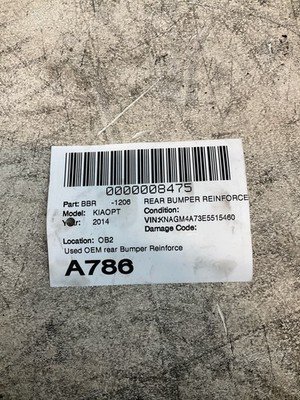 0000008475
Part: BBR -1206 REAR BUMPER REINFORCE
Model: KIAOPT Condition:
Year: 2014 VIN:KNAGM4A73E5515460
Damage Code:
Location: OB2
Used OEM rear Bumper Reinforce
A786